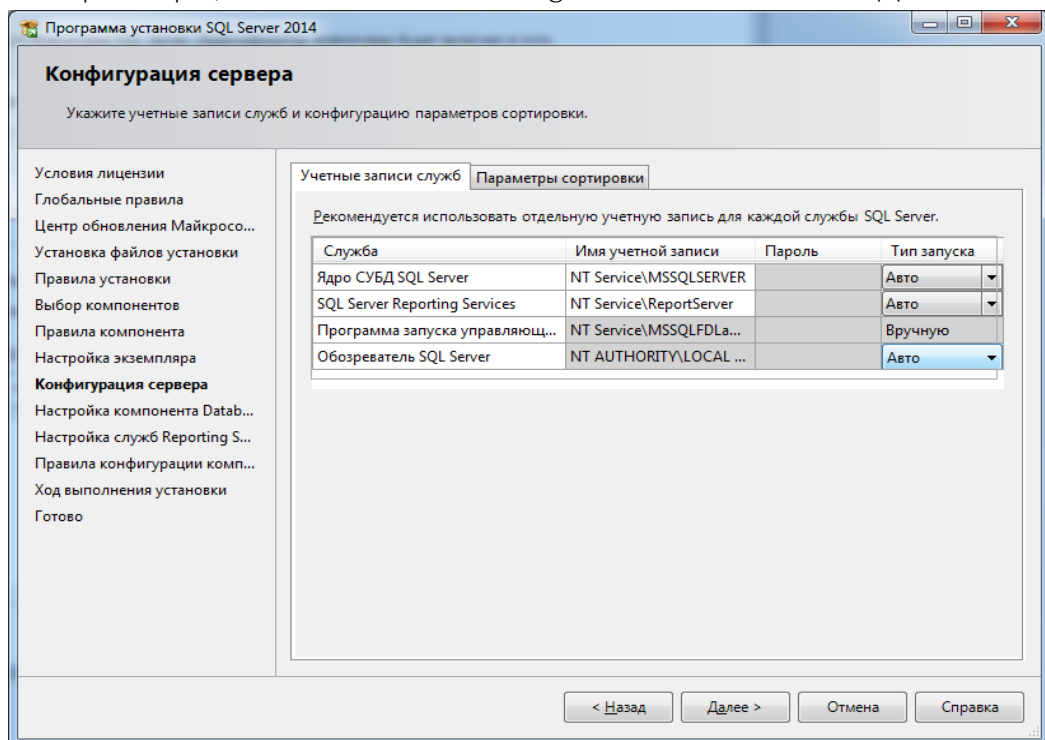 Программа установки SQL Server 2014
Конфигурация сервера
Укажите учетные записи служб и конфигурацию параметров сортировки.
Условия лицензии
Глобальные правила
Центр обновления Майкросо...
Установка файлов установки
Правила установки
Выбор компонентов
Правила компонента
Настройка экземпляра
Конфигурация сервера
Настройка компонента Datab...
Настройка служб Reporting S...
Правила конфигурации комп...
Ход выполнения установки
Готово
Учетные записи служб Параметры сортировки
Рекомендуется использовать отдельную учетную запись для каждой службы SQL Server.
Служба Имя учетной записи Пароль Тип запуска
Ядро СУБД SQL Server NT Service\MSSQLSERVER Авто
SQL Server Reporting Services NT Service\ReportServer Авто
Программа запуска управляющ... NT Service\MSSQLFDLa... Вручную
Обозреватель SQL Server NT AUTHORITY\LOCAL ... Авто
< Назад Далее > Отмена Справка